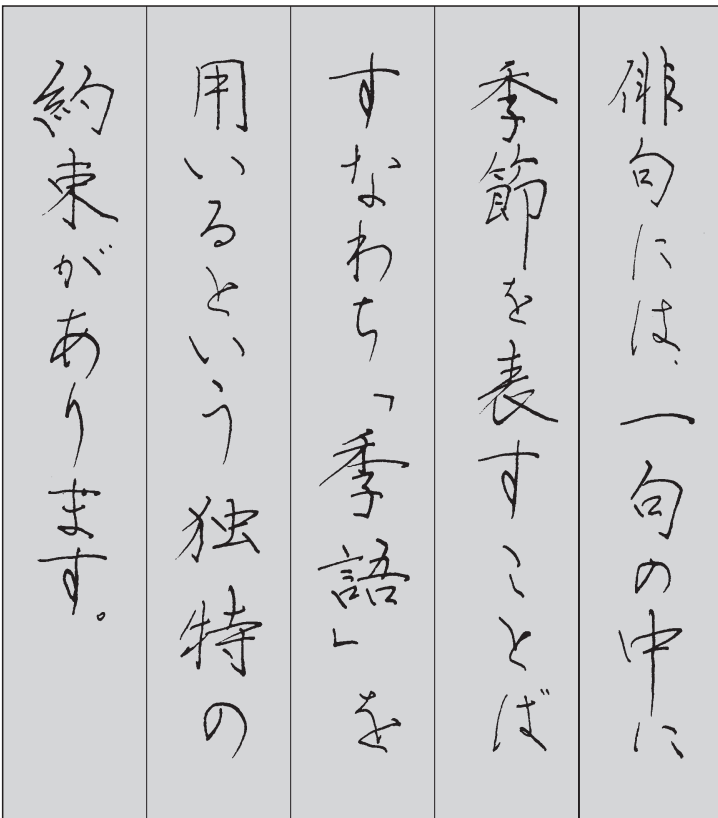 俳句には、一句の中に
季節を表すことば
すなわち「季語」を
用いるという独特の
約束があります。